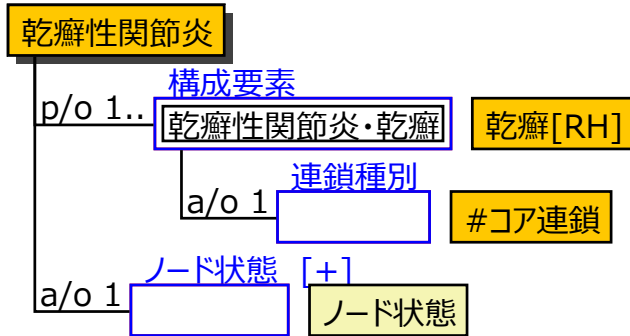 乾癬性関節炎
構成要素
p/o 1..
乾癬性関節炎・乾癬
乾癬[RH]
連鎖種別
a/o 1
#コア連鎖
ノード状態 [+]
a/o 1
ノード状態